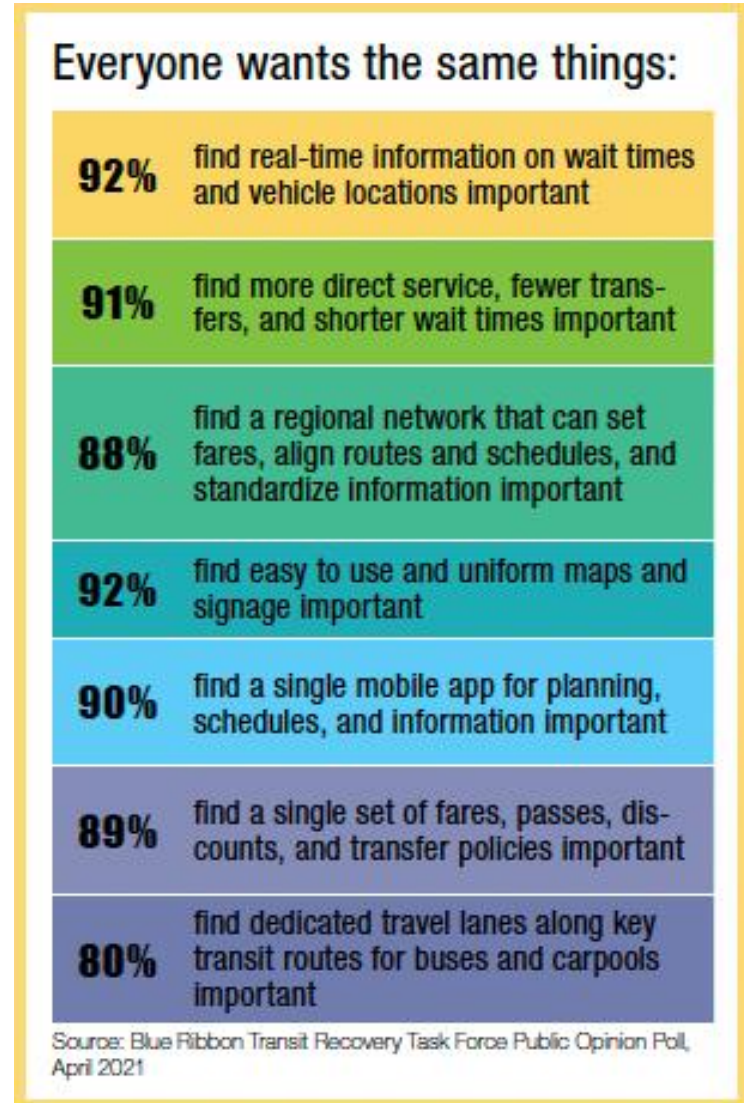 Everyone wants the same things:
92%
find real-time information on wait times
and vehicle locations important
91%
find more direct service, fewer trans-
fers, and shorter wait times important
88%
find a regional network that can set
fares, align routes and schedules, and
standardize information important
92%
find easy to use and uniform maps and
signage important
90%
find a single mobile app for planning,
schedules, and information important
89%
find a single set of fares, passes, dis-
counts, and transfer policies important
80%
find dedicated travel lanes along key
transit routes for buses and carpools
important
Source: Blue Ribbon Transit Recovery Task Force Public Opinion Poll,
April 2021